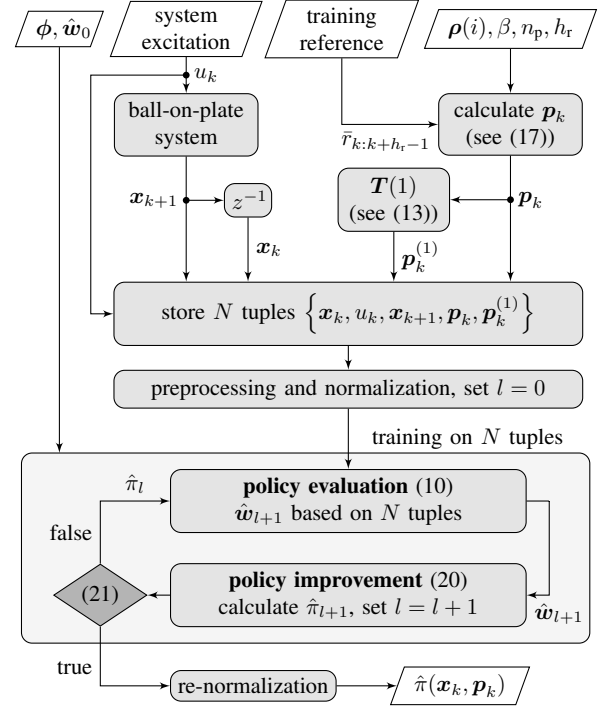 ϕ, ŵ₀
system
excitation
training
reference
ρ(i), β, nₚ, hᵣ
uₖ
ball-on-plate
system
calculate pₖ
(see (17))
r̄ₖ:ₖ₊ₕᵣ₋₁
xₖ₊₁
z⁻¹
T(1)
(see (13))
pₖ
xₖ
pₖ⁽¹⁾
store N tuples {xₖ, uₖ, xₖ₊₁, pₖ, pₖ⁽¹⁾}
preprocessing and normalization, set l = 0
training on N tuples
π̂ₗ
policy evaluation (10)
ŵₗ₊₁ based on N tuples
false
(21)
policy improvement (20)
calculate π̂ₗ₊₁, set l = l + 1
ŵₗ₊₁
true
re-normalization
π̂(xₖ, pₖ)